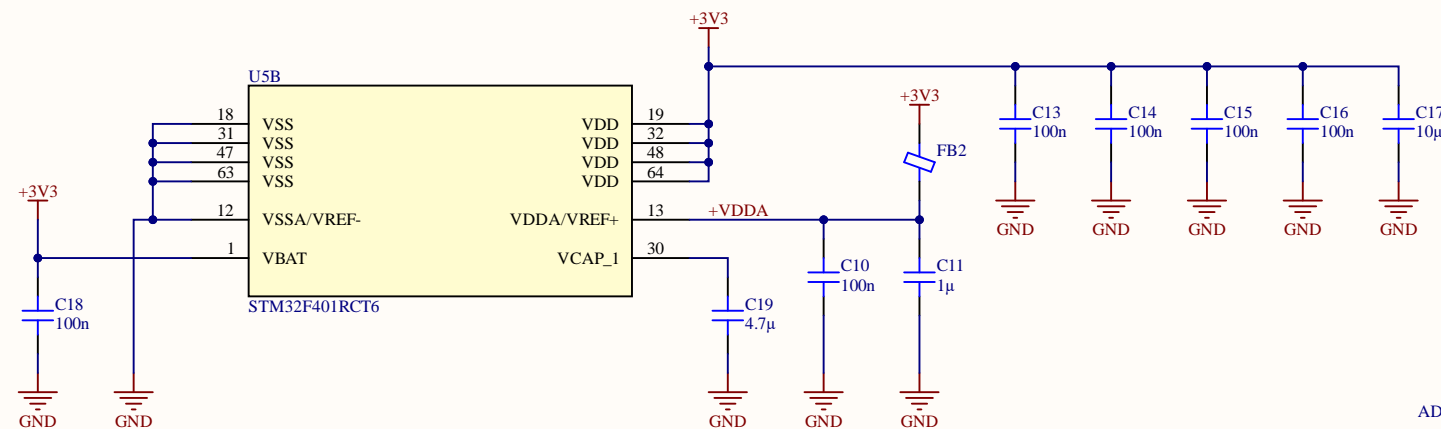 +3V3
U5B
18 VSS VDD 19
31 VSS VDD 32
47 VSS VDD 48
63 VSS VDD 64
12 VSSA/VREF- VDDA/VREF+ 13 +VDDA
1 VBAT VCAP_1 30
STM32F401RCT6
+3V3
C18
100n
GND
GND
C19
4.7µ
GND
C10
100n
GND
+3V3
FB2
C11
1µ
GND
C13
100n
GND
C14
100n
GND
C15
100n
GND
C16
100n
GND
C17
10µ
GND
AD